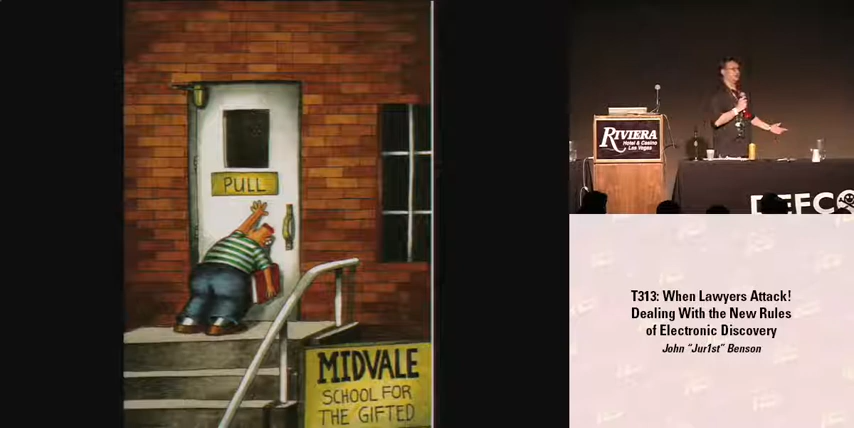 PULL
MIDVALE
SCHOOL FOR
THE GIFTED
RIVIERA
Hotel & Casino
Las Vegas
DEFCO
T313: When Lawyers Attack!
Dealing With the New Rules
of Electronic Discovery
John "Jur1st" Benson